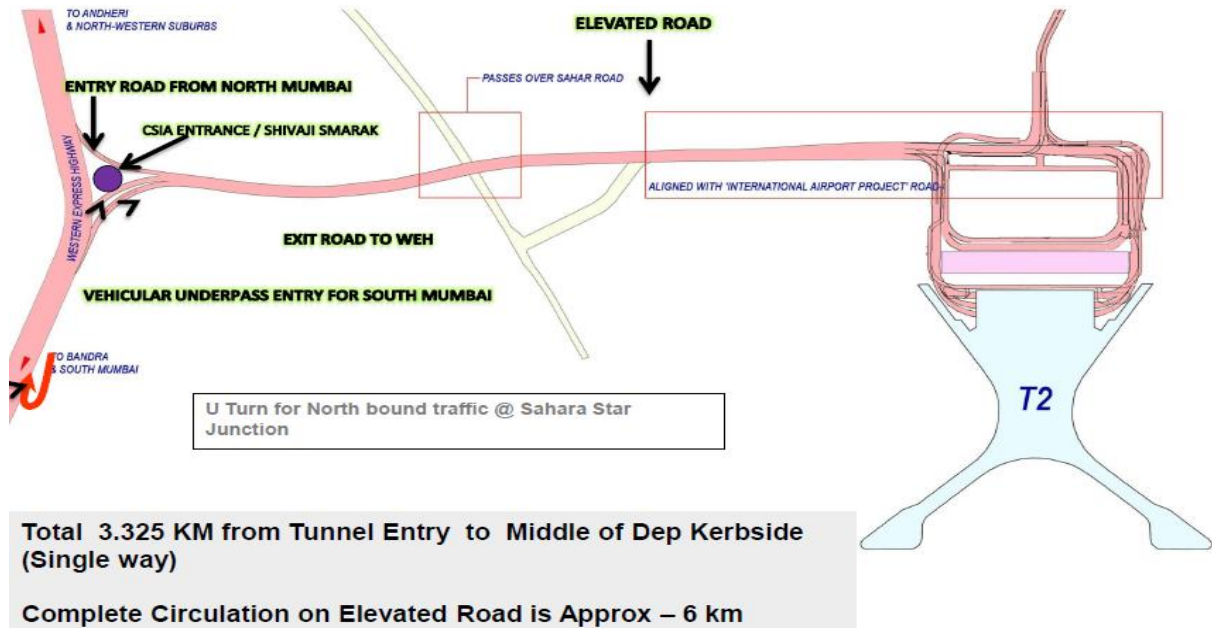 TO ANDHERI
& NORTH-WESTERN SUBURBS
ELEVATED ROAD
PASSES OVER SAHAR ROAD
ENTRY ROAD FROM NORTH MUMBAI
CSIA ENTRANCE / SHIVAJI SMARAK
WESTERN EXPRESS HIGHWAY
ALIGNED WITH 'INTERNATIONAL AIRPORT PROJECT' ROAD
EXIT ROAD TO WEH
VEHICULAR UNDERPASS ENTRY FOR SOUTH MUMBAI
TO BANDRA
& SOUTH MUMBAI
T2
U Turn for North bound traffic @ Sahara Star
Junction
Total 3.325 KM from Tunnel Entry to Middle of Dep Kerbside
(Single way)
Complete Circulation on Elevated Road is Approx – 6 km